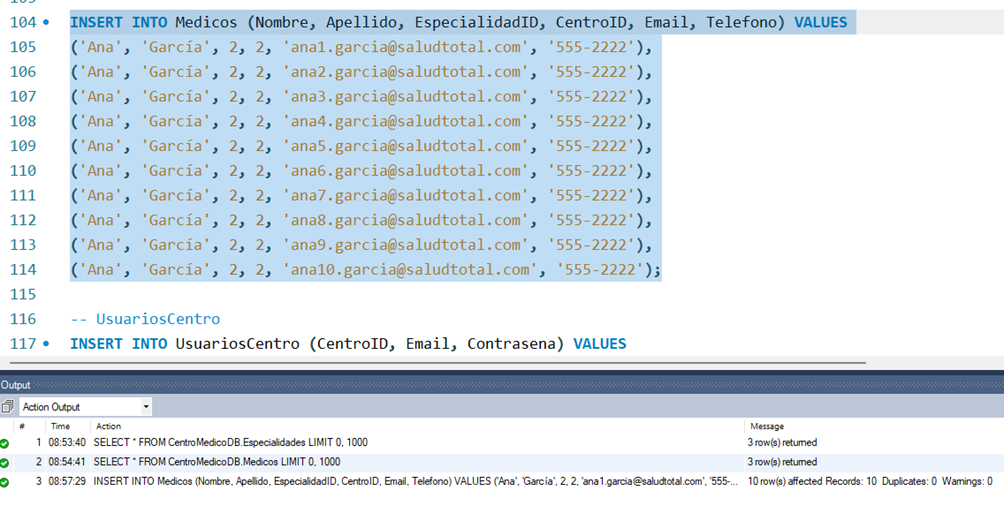 103
104 INSERT INTO Medicos (Nombre, Apellido, EspecialidadID, CentroID, Email, Telefono) VALUES
105 ('Ana', 'García', 2, 2, 'ana1.garcia@saludtotal.com', '555-2222'),
106 ('Ana', 'García', 2, 2, 'ana2.garcia@saludtotal.com', '555-2222'),
107 ('Ana', 'García', 2, 2, 'ana3.garcia@saludtotal.com', '555-2222'),
108 ('Ana', 'García', 2, 2, 'ana4.garcia@saludtotal.com', '555-2222'),
109 ('Ana', 'García', 2, 2, 'ana5.garcia@saludtotal.com', '555-2222'),
110 ('Ana', 'García', 2, 2, 'ana6.garcia@saludtotal.com', '555-2222'),
111 ('Ana', 'García', 2, 2, 'ana7.garcia@saludtotal.com', '555-2222'),
112 ('Ana', 'García', 2, 2, 'ana8.garcia@saludtotal.com', '555-2222'),
113 ('Ana', 'García', 2, 2, 'ana9.garcia@saludtotal.com', '555-2222'),
114 ('Ana', 'García', 2, 2, 'ana10.garcia@saludtotal.com', '555-2222');
115
116 -- UsuariosCentro
117 INSERT INTO UsuariosCentro (CentroID, Email, Contrasena) VALUES
Output
Action Output
# Time Action Message
1 08:53:40 SELECT * FROM CentroMedicoDB.Especialidades LIMIT 0, 1000 3 row(s) returned
2 08:54:41 SELECT * FROM CentroMedicoDB.Medicos LIMIT 0, 1000 3 row(s) returned
3 08:57:29 INSERT INTO Medicos (Nombre, Apellido, EspecialidadID, CentroID, Email, Telefono) VALUES ('Ana', 'García', 2, 2, 'ana1.garcia@saludtotal.com', '555-... 10 row(s) affected Records: 10 Duplicates: 0 Warnings: 0